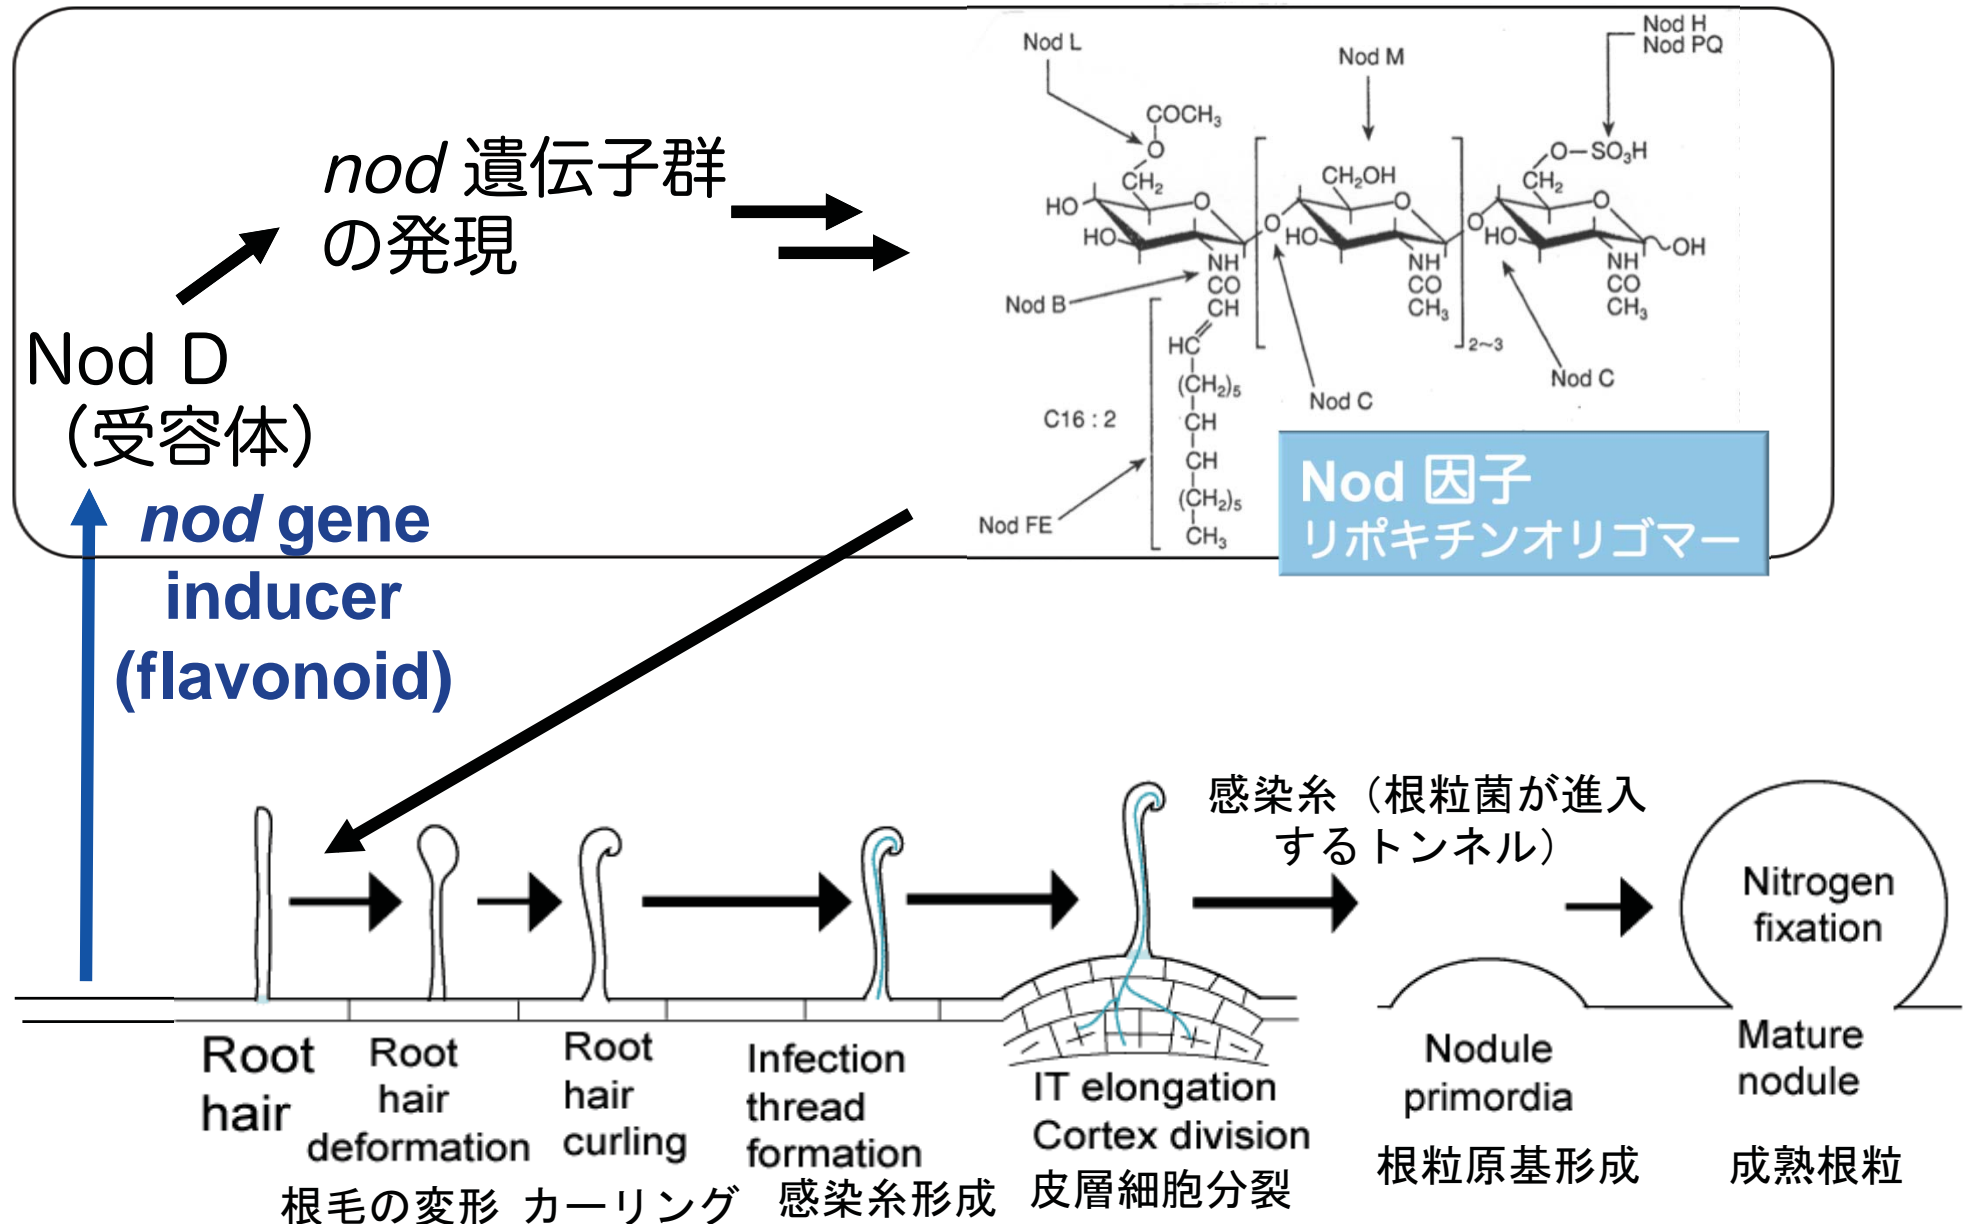 nod 遺伝子群
の発現
Nod D
（受容体）
nod gene
inducer
(flavonoid)
Nod L
Nod M
Nod H
Nod PQ
COCH3
O
O—SO3H
CH2
CH2OH
CH2
HO
O
O
O
HO
O
HO
O
HO
OH
NH
NH
NH
CO
CO
CO
CH
CH3
CH3
Nod B
HC
2~3
(CH2)5
Nod C
Nod C
C16 : 2
CH
CH
(CH2)5
Nod FE
CH3
Nod 因子
リポキチンオリゴマー
感染糸（根粒菌が進入
するトンネル）
Nitrogen
fixation
Root
hair
Root
hair
deformation
根毛の変形
Root
hair
curling
カーリング
Infection
thread
formation
感染糸形成
IT elongation
Cortex division
皮層細胞分裂
Nodule
primordia
根粒原基形成
Mature
nodule
成熟根粒